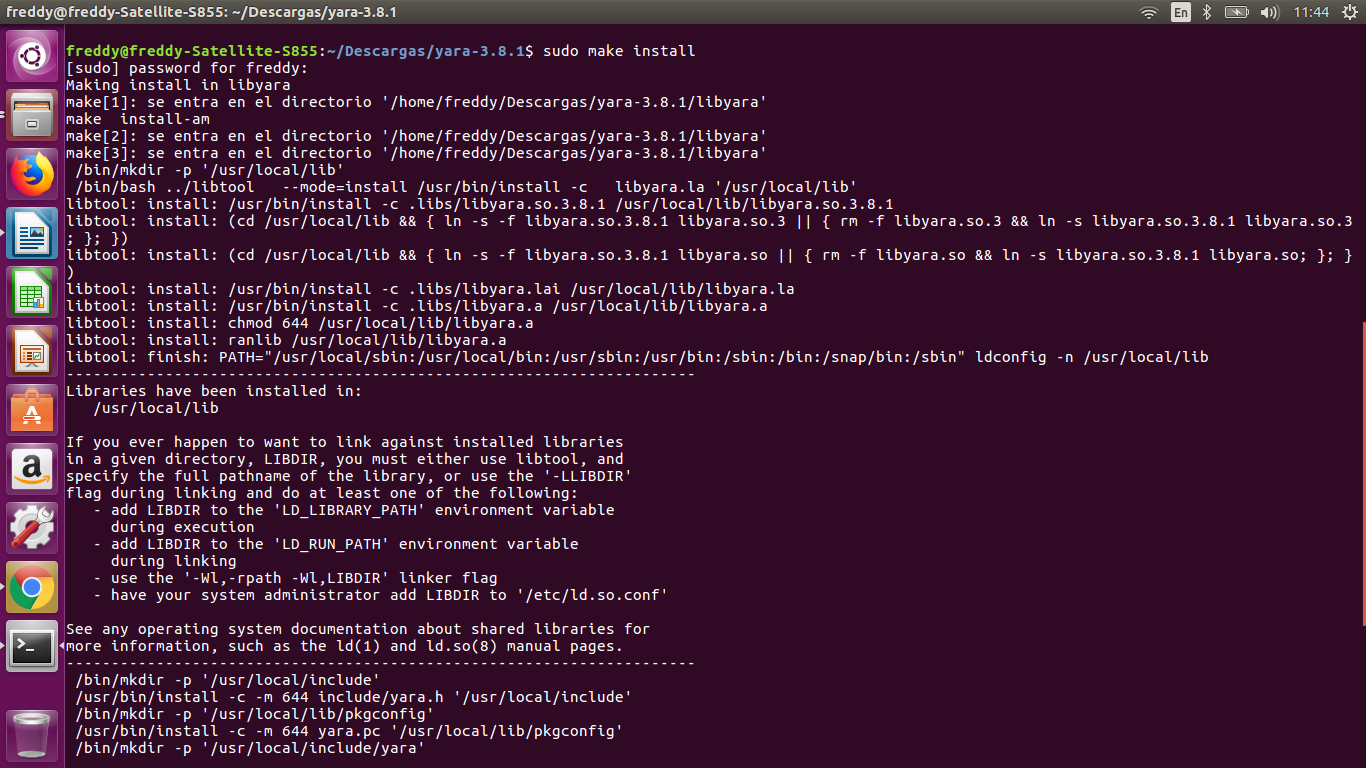 freddy@freddy-Satellite-S855: ~/Descargas/yara-3.8.1
En
11:44
freddy@freddy-Satellite-S855:~/Descargas/yara-3.8.1$ sudo make install
[sudo] password for freddy:
Making install in libyara
make[1]: se entra en el directorio '/home/freddy/Descargas/yara-3.8.1/libyara'
make  install-am
make[2]: se entra en el directorio '/home/freddy/Descargas/yara-3.8.1/libyara'
make[3]: se entra en el directorio '/home/freddy/Descargas/yara-3.8.1/libyara'
 /bin/mkdir -p '/usr/local/lib'
 /bin/bash ../libtool   --mode=install /usr/bin/install -c   libyara.la '/usr/local/lib'
libtool: install: /usr/bin/install -c .libs/libyara.so.3.8.1 /usr/local/lib/libyara.so.3.8.1
libtool: install: (cd /usr/local/lib && { ln -s -f libyara.so.3.8.1 libyara.so.3 || { rm -f libyara.so.3 && ln -s libyara.so.3.8.1 libyara.so.3
; }; })
libtool: install: (cd /usr/local/lib && { ln -s -f libyara.so.3.8.1 libyara.so || { rm -f libyara.so && ln -s libyara.so.3.8.1 libyara.so; }; }
)
libtool: install: /usr/bin/install -c .libs/libyara.lai /usr/local/lib/libyara.la
libtool: install: /usr/bin/install -c .libs/libyara.a /usr/local/lib/libyara.a
libtool: install: chmod 644 /usr/local/lib/libyara.a
libtool: install: ranlib /usr/local/lib/libyara.a
libtool: finish: PATH="/usr/local/sbin:/usr/local/bin:/usr/sbin:/usr/bin:/sbin:/bin:/snap/bin:/sbin" ldconfig -n /usr/local/lib
----------------------------------------------------------------------
Libraries have been installed in:
   /usr/local/lib

If you ever happen to want to link against installed libraries
in a given directory, LIBDIR, you must either use libtool, and
specify the full pathname of the library, or use the '-LLIBDIR'
flag during linking and do at least one of the following:
   - add LIBDIR to the 'LD_LIBRARY_PATH' environment variable
     during execution
   - add LIBDIR to the 'LD_RUN_PATH' environment variable
     during linking
   - use the '-Wl,-rpath -Wl,LIBDIR' linker flag
   - have your system administrator add LIBDIR to '/etc/ld.so.conf'

See any operating system documentation about shared libraries for
more information, such as the ld(1) and ld.so(8) manual pages.
----------------------------------------------------------------------
 /bin/mkdir -p '/usr/local/include'
 /usr/bin/install -c -m 644 include/yara.h '/usr/local/include'
 /bin/mkdir -p '/usr/local/lib/pkgconfig'
 /usr/bin/install -c -m 644 yara.pc '/usr/local/lib/pkgconfig'
 /bin/mkdir -p '/usr/local/include/yara'